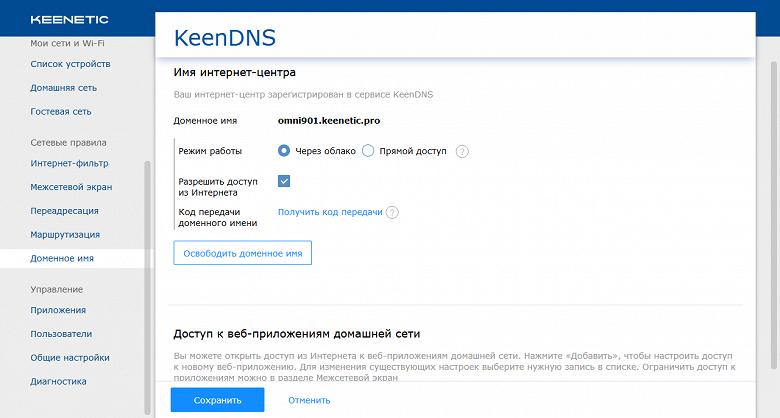 KEENETIC
Мои сети и Wi-Fi
Список устройств
Домашняя сеть
Гостевая сеть
Сетевые правила
Интернет-фильтр
Межсетевой экран
Переадресация
Маршрутизация
Доменное имя
Управление
Приложения
Пользователи
Общие настройки
Диагностика
KeenDNS
Имя интернет-центра
Ваш интернет-центр зарегистрирован в сервисе KeenDNS
Доменное имя omni901.keenetic.pro
Режим работы Через облако Прямой доступ ?
Разрешить доступ
из Интернета
Код передачи
доменного имени Получить код передачи ?
Освободить доменное имя
Доступ к веб-приложениям домашней сети
Вы можете открыть доступ из Интернета к веб-приложениям домашней сети. Нажмите «Добавить», чтобы настроить доступ
к новому веб-приложению. Для изменения существующих настроек выберите нужную запись в списке. Ограничить доступ к
приложениям можно в разделе Межсетевой экран
Сохранить Отменить